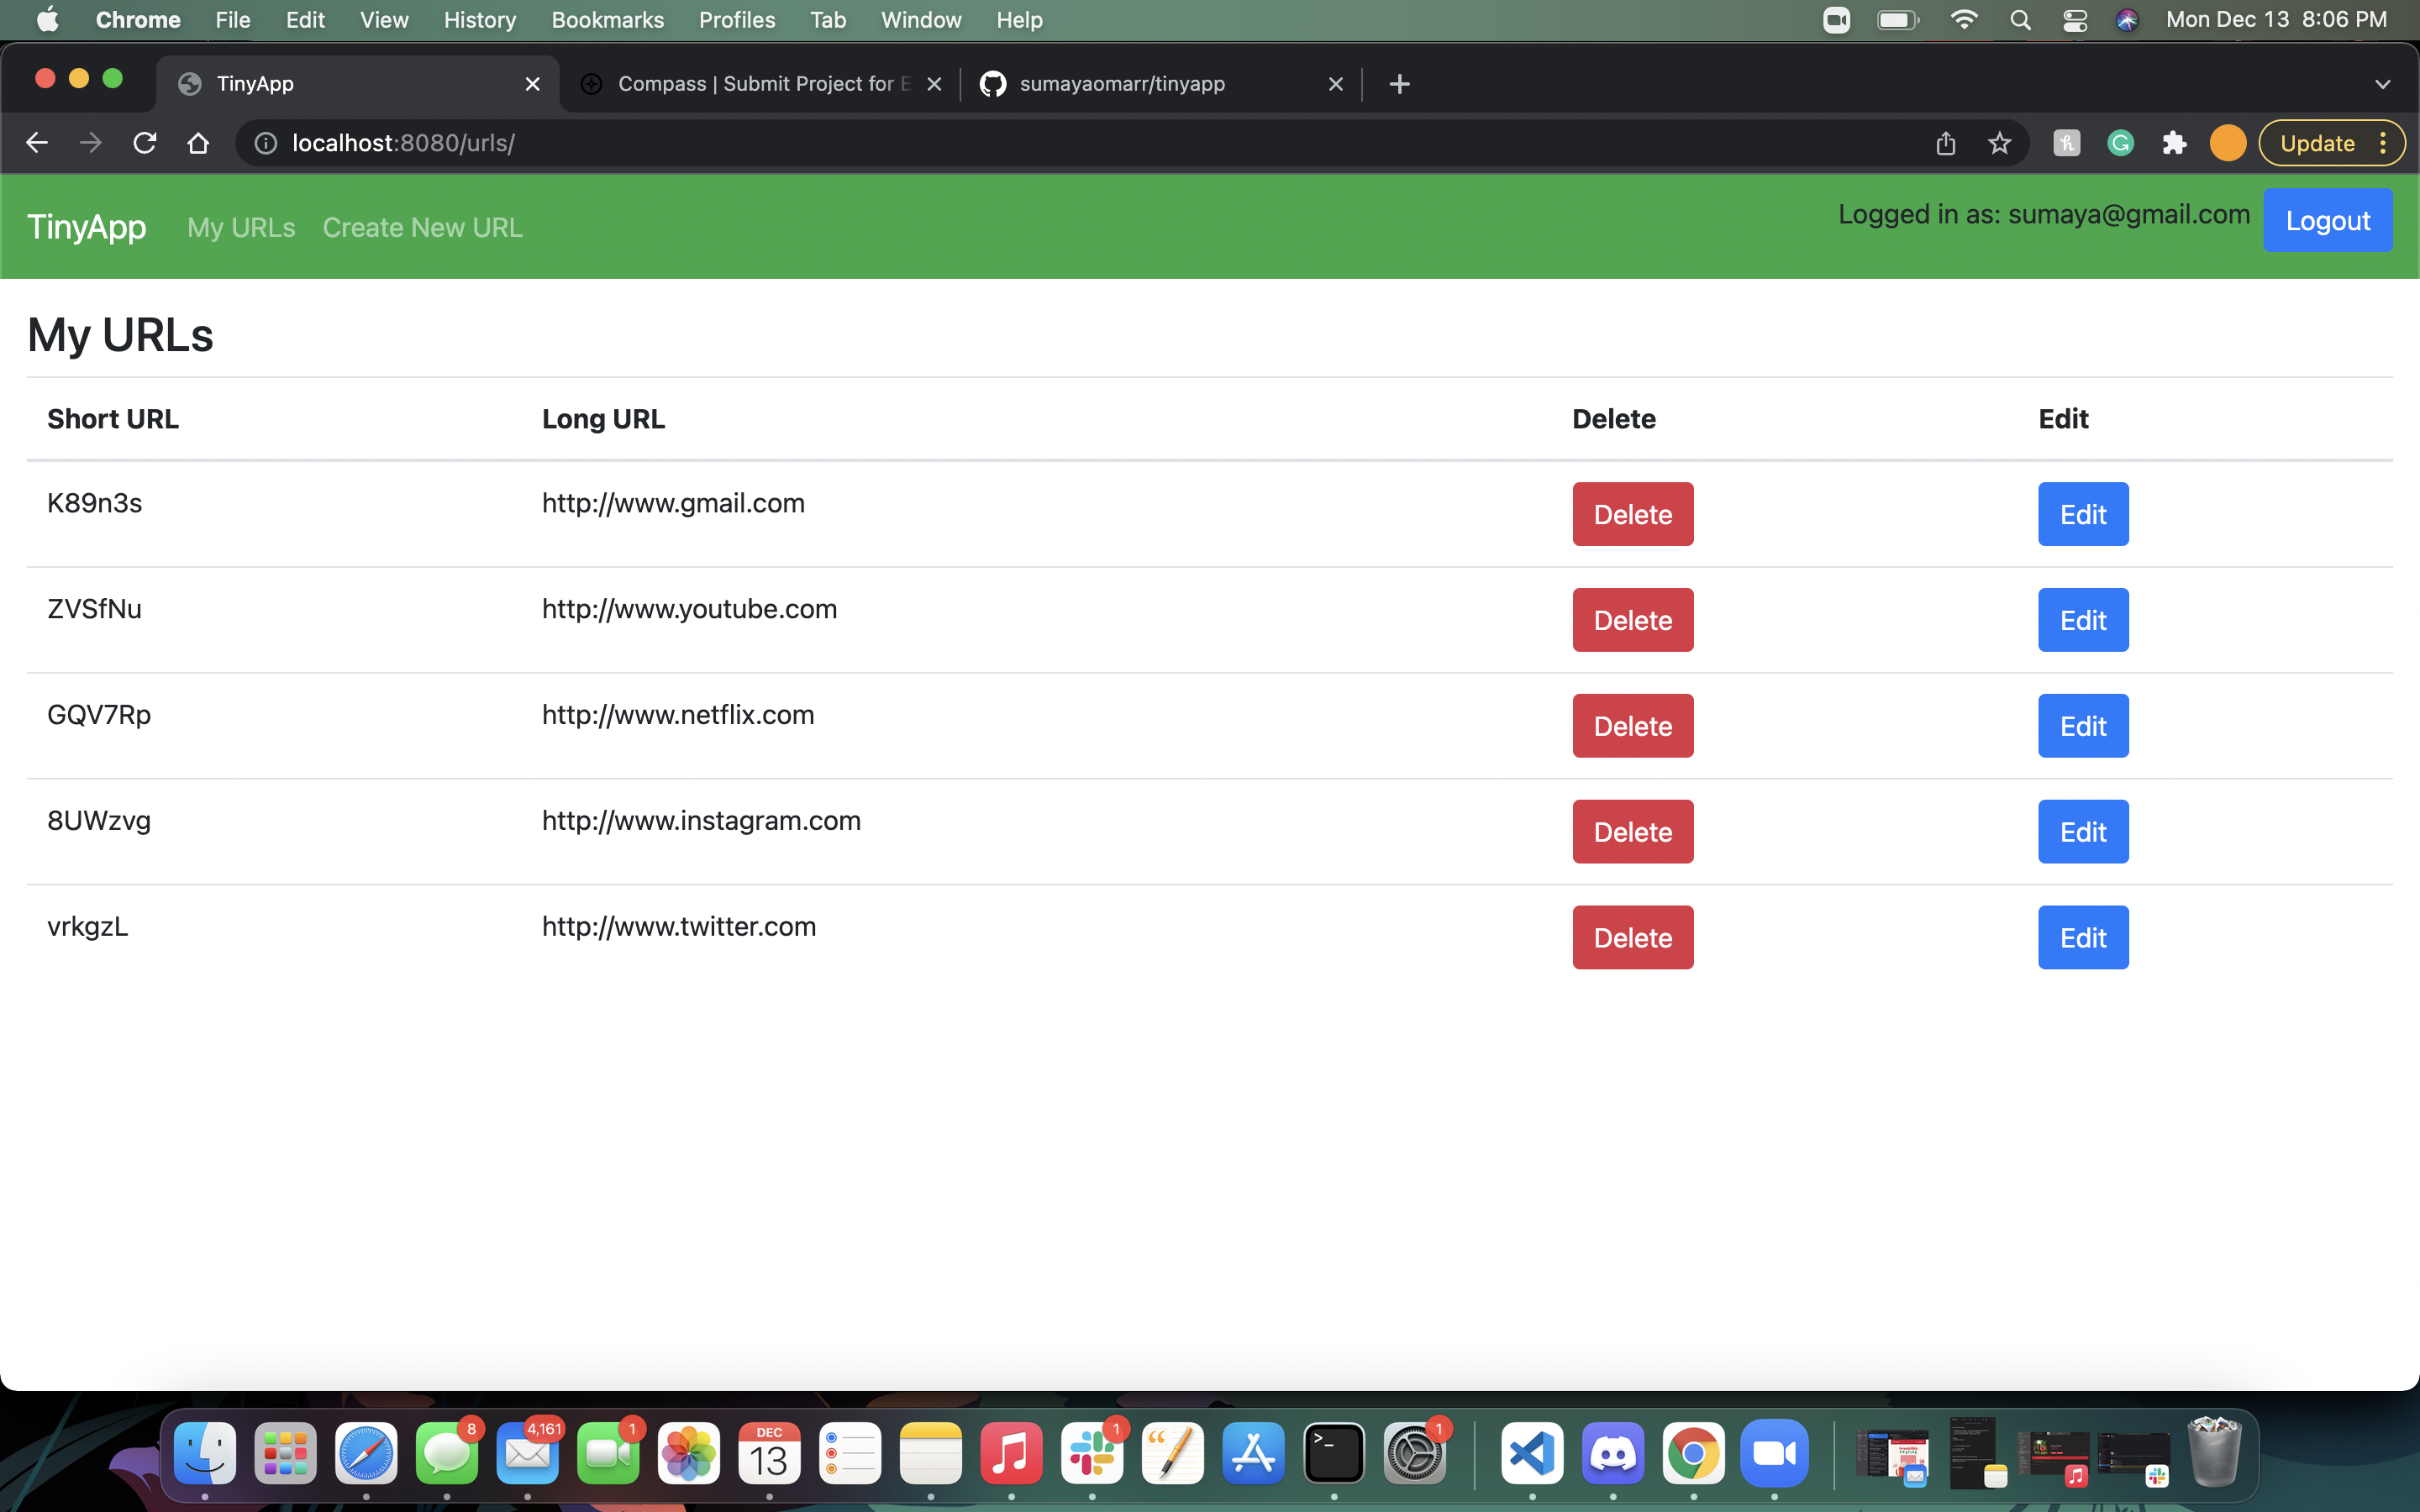 Chrome File Edit View History Bookmarks Profiles Tab Window Help Mon Dec 13 8:06 PM
TinyApp Compass | Submit Project for E sumayaomarr/tinyapp
localhost:8080/urls/ Update
TinyApp My URLs Create New URL Logged in as: sumaya@gmail.com Logout
My URLs
Short URL Long URL Delete Edit
K89n3s http://www.gmail.com Delete Edit
ZVSfNu http://www.youtube.com Delete Edit
GQV7Rp http://www.netflix.com Delete Edit
8UWzvg http://www.instagram.com Delete Edit
vrkgzL http://www.twitter.com Delete Edit
8 4,161 1 1 1
DEC
13